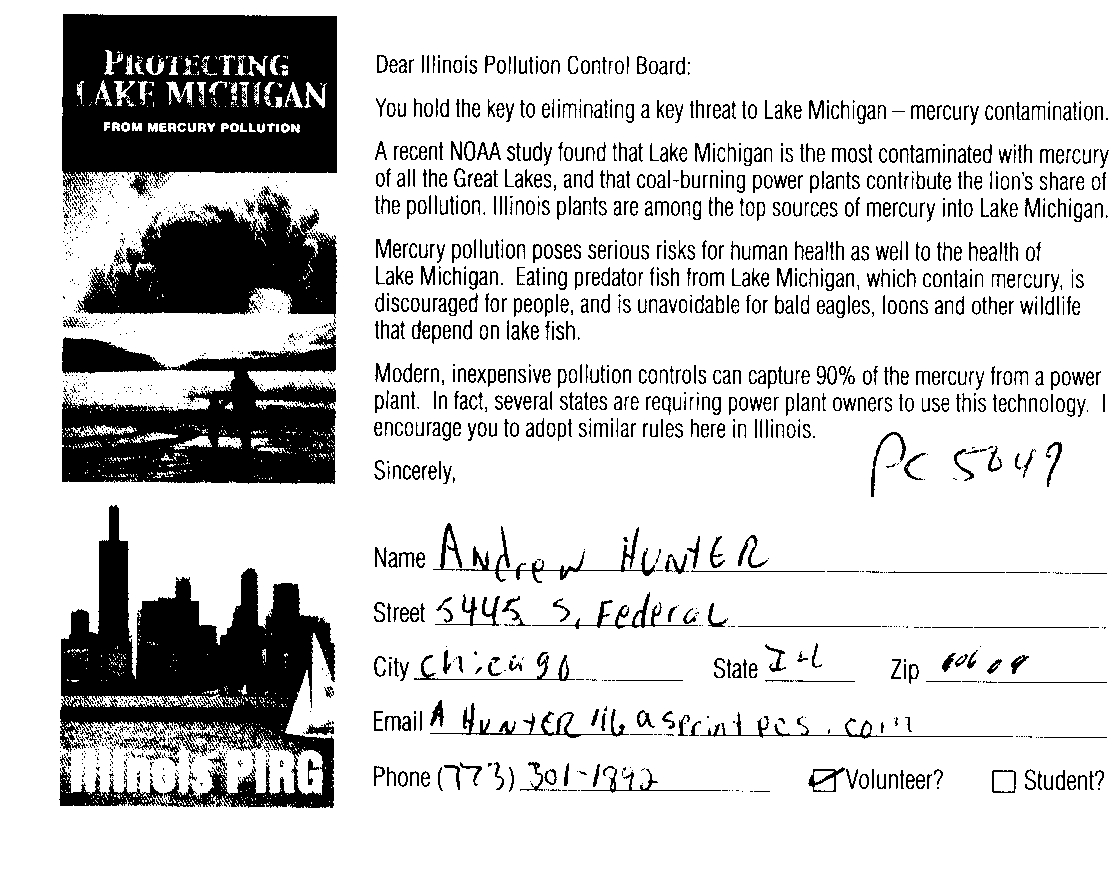 PROTECTING
LAKE MICHIGAN
FROM MERCURY POLLUTION
Illinois PIRG
Dear Illinois Pollution Control Board:
You hold the key to eliminating a key threat to Lake Michigan – mercury contamination.
A recent NOAA study found that Lake Michigan is the most contaminated with mercury
of all the Great Lakes, and that coal-burning power plants contribute the lion's share of
the pollution. Illinois plants are among the top sources of mercury into Lake Michigan.
Mercury pollution poses serious risks for human health as well to the health of
Lake Michigan. Eating predator fish from Lake Michigan, which contain mercury, is
discouraged for people, and is unavoidable for bald eagles, loons and other wildlife
that depend on lake fish.
Modern, inexpensive pollution controls can capture 90% of the mercury from a power
plant. In fact, several states are requiring power plant owners to use this technology. I
encourage you to adopt similar rules here in Illinois.
Sincerely,
PC 5849
Name Andrew HUNTER
Street 5445 S. Federal
City Chicago State ILL Zip 60609
Email A HUNTER 116 a sprint pcs . com
Phone (773) 301-1892 Volunteer? Student?